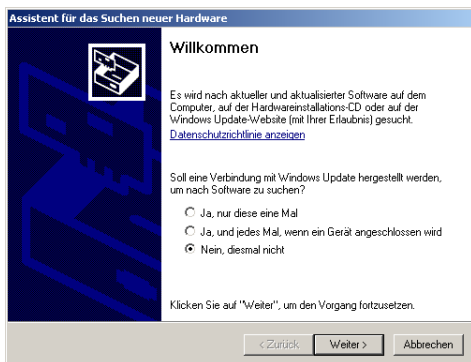 Assistent für das Suchen neuer Hardware
Willkommen
Es wird nach aktueller und aktualisierter Software auf dem
Computer, auf der Hardwareinstallations-CD oder auf der
Windows Update-Website (mit Ihrer Erlaubnis) gesucht.
Datenschutzrichtlinie anzeigen
Soll eine Verbindung mit Windows Update hergestellt werden,
um nach Software zu suchen?
Ja, nur diese eine Mal
Ja, und jedes Mal, wenn ein Gerät angeschlossen wird
Nein, diesmal nicht
Klicken Sie auf "Weiter", um den Vorgang fortzusetzen.
< Zurück Weiter > Abbrechen